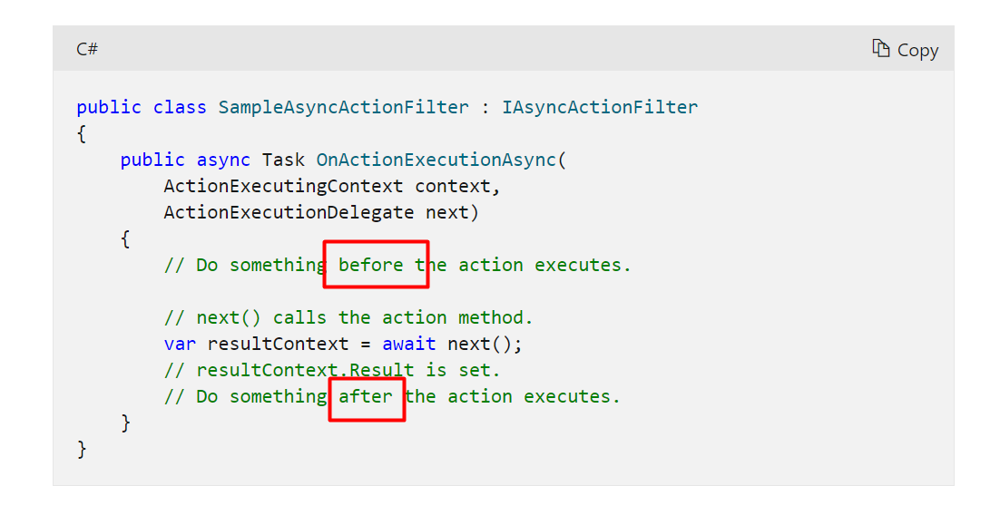 C#
Copy
public class SampleAsyncActionFilter : IAsyncActionFilter
{
    public async Task OnActionExecutionAsync(
        ActionExecutingContext context,
        ActionExecutionDelegate next)
    {
        // Do something before the action executes.
        // next() calls the action method.
        var resultContext = await next();
        // resultContext.Result is set.
        // Do something after the action executes.
    }
}